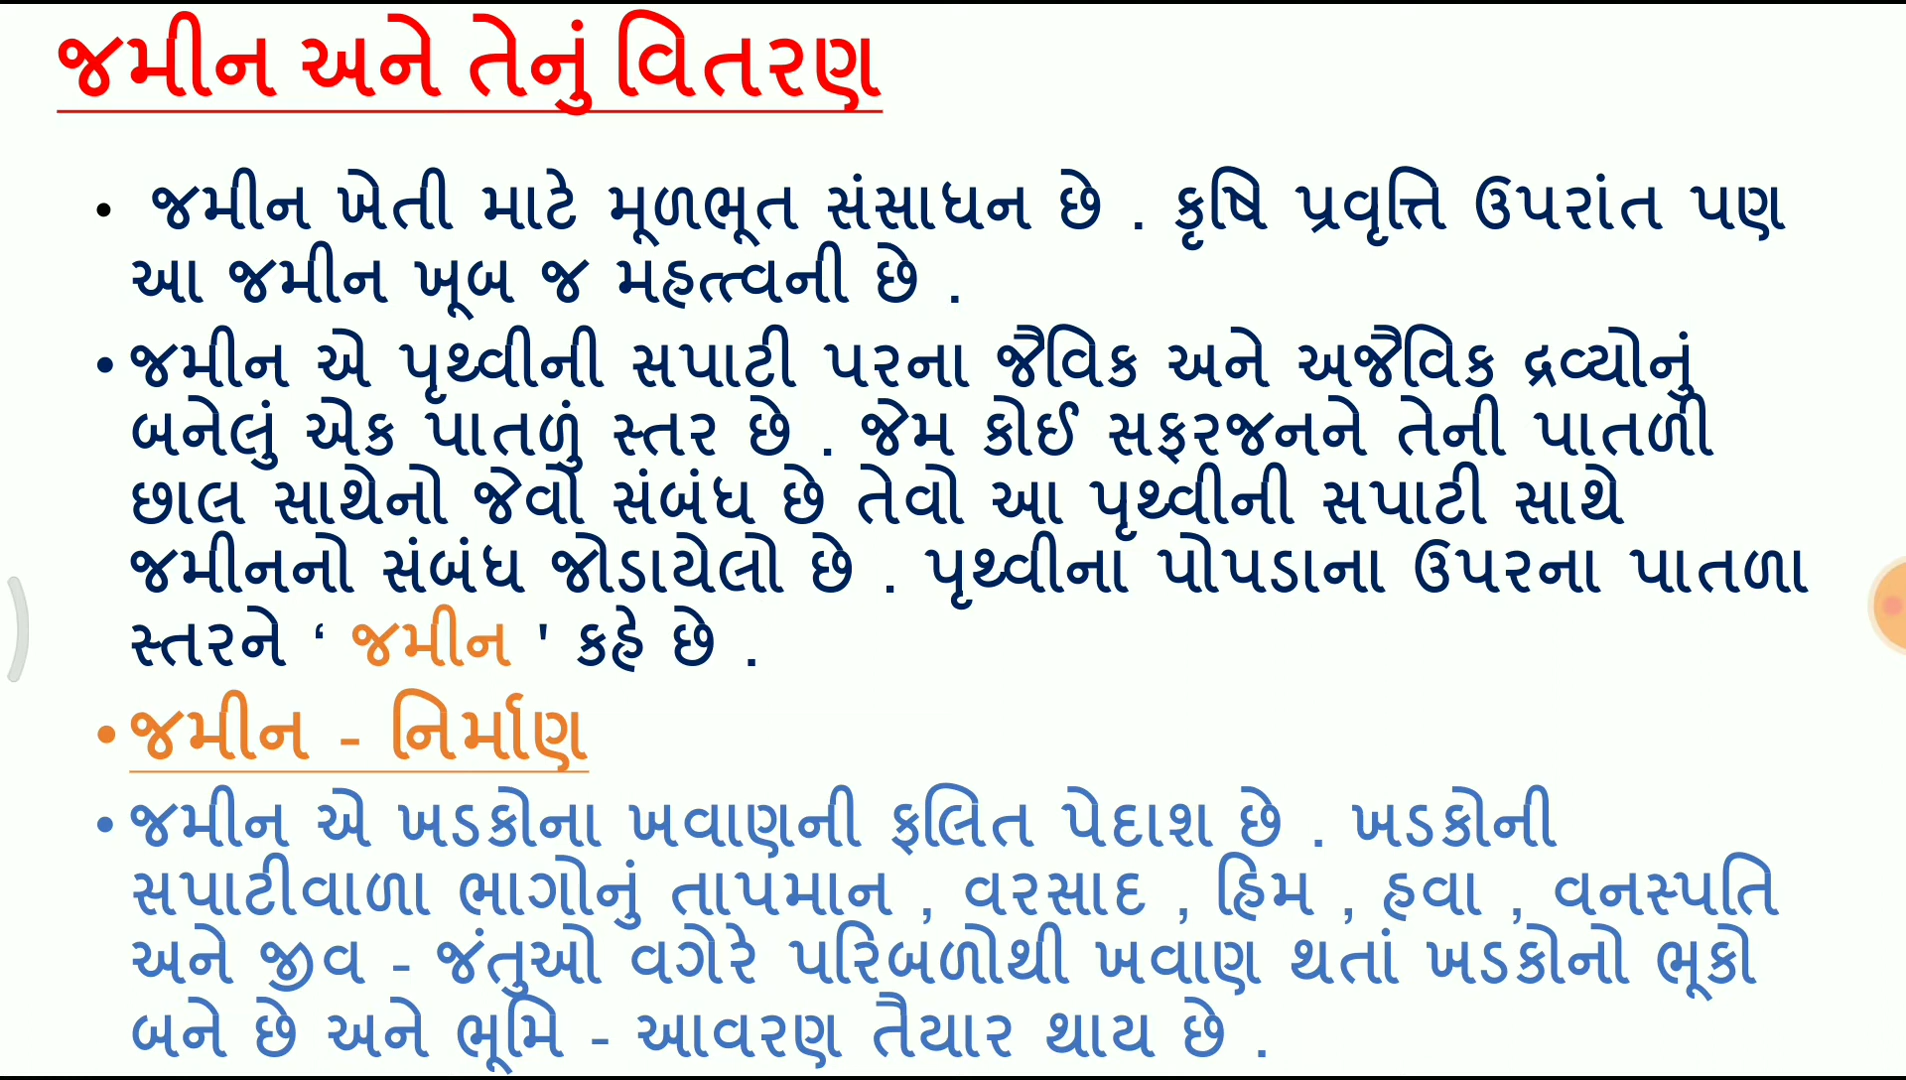 જમીન અને તેનું વિતરણ
• જમીન ખેતી માટે મૂળભૂત સંસાધન છે . કૃષિ પ્રવૃત્તિ ઉપરાંત પણ
આ જમીન ખૂબ જ મહત્ત્વની છે .
• જમીન એ પૃથ્વીની સપાટી પરના જૈવિક અને અજૈવિક દ્રવ્યોનું
બનેલું એક પાતળું સ્તર છે . જેમ કોઈ સફરજનને તેની પાતળી
છાલ સાથેનો જેવો સંબંધ છે તેવો આ પૃથ્વીની સપાટી સાથે
જમીનનો સંબંધ જોડાયેલો છે . પૃથ્વીના પોપડાના ઉપરના પાતળા
સ્તરને ‘ જમીન ' કહે છે .
• જમીન - નિર્માણ
• જમીન એ ખડકોના ખવાણની ફલિત પેદાશ છે . ખડકોની
સપાટીવાળા ભાગોનું તાપમાન , વરસાદ , હિમ , હવા , વનસ્પતિ
અને જીવ - જંતુઓ વગેરે પરિબળોથી ખવાણ થતાં ખડકોનો ભૂકો
બને છે અને ભૂમિ - આવરણ તૈયાર થાય છે .